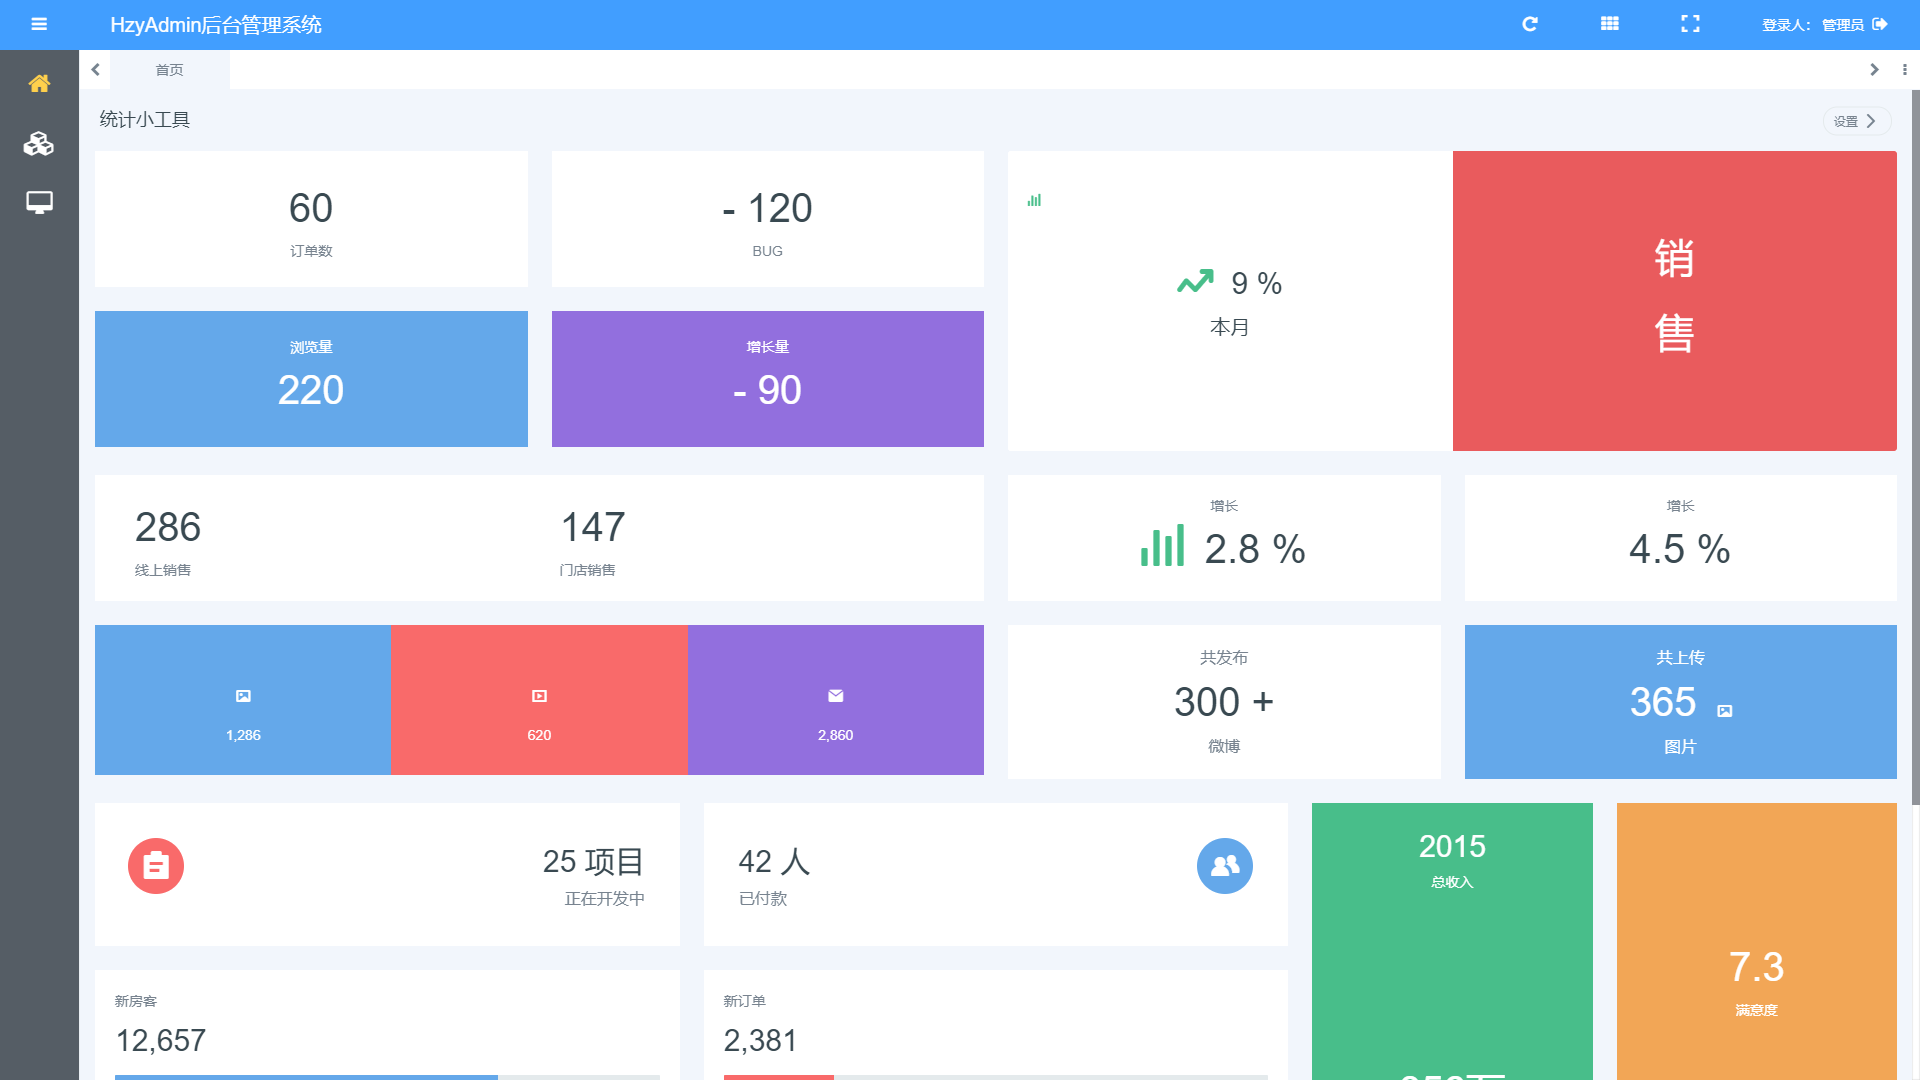 HzyAdmin后台管理系统
登录人： 管理员
首页
统计小工具
设置
60
订单数
- 120
BUG
9 %
本月
销
售
浏览量
220
增长量
- 90
286
线上销售
147
门店销售
增长
2.8 %
增长
4.5 %
1,286
620
2,860
共发布
300 +
微博
共上传
365
图片
25 项目
正在开发中
42 人
已付款
2015
总收入
7.3
满意度
新房客
12,657
新订单
2,381